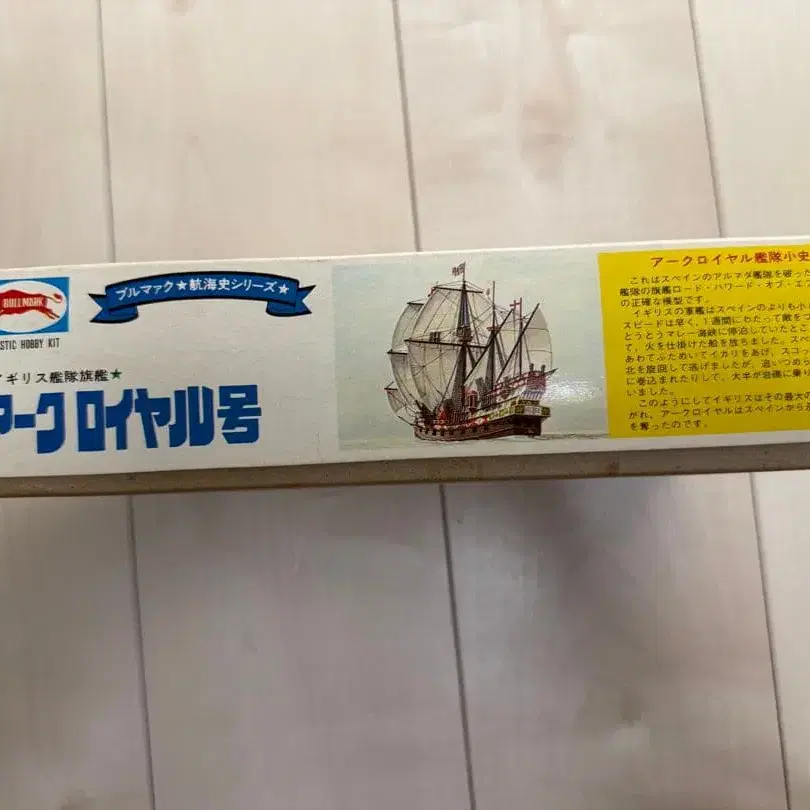 BULLMARK
STIC HOBBY KIT
ブルマァク★航海史シリーズ★
イギリス艦隊旗艦★
アーク ロイヤル号
アークロイヤル艦隊小史
これはスペインのアルマダ艦隊を破った
艦隊の旗艦ロード・ハワード・オブ・エフ
の正確な模型です。
イギリスの軍艦はスペインのよりも小
スピードは早く、1週間にわたって敵をつ
とうとうマレー海峡に停泊していたところ
て、火を仕掛けた船を放ちました。スペ
あわてふためいてイカリをあげ、スコッ
北を旋回して逃げましたが、追いつめら
に巻込まれたりして、大半が岩礁に乗り
いました。
このようにしてイギリスはその最大の
がれ、アークロイヤルはスペインから
を奪ったのです。